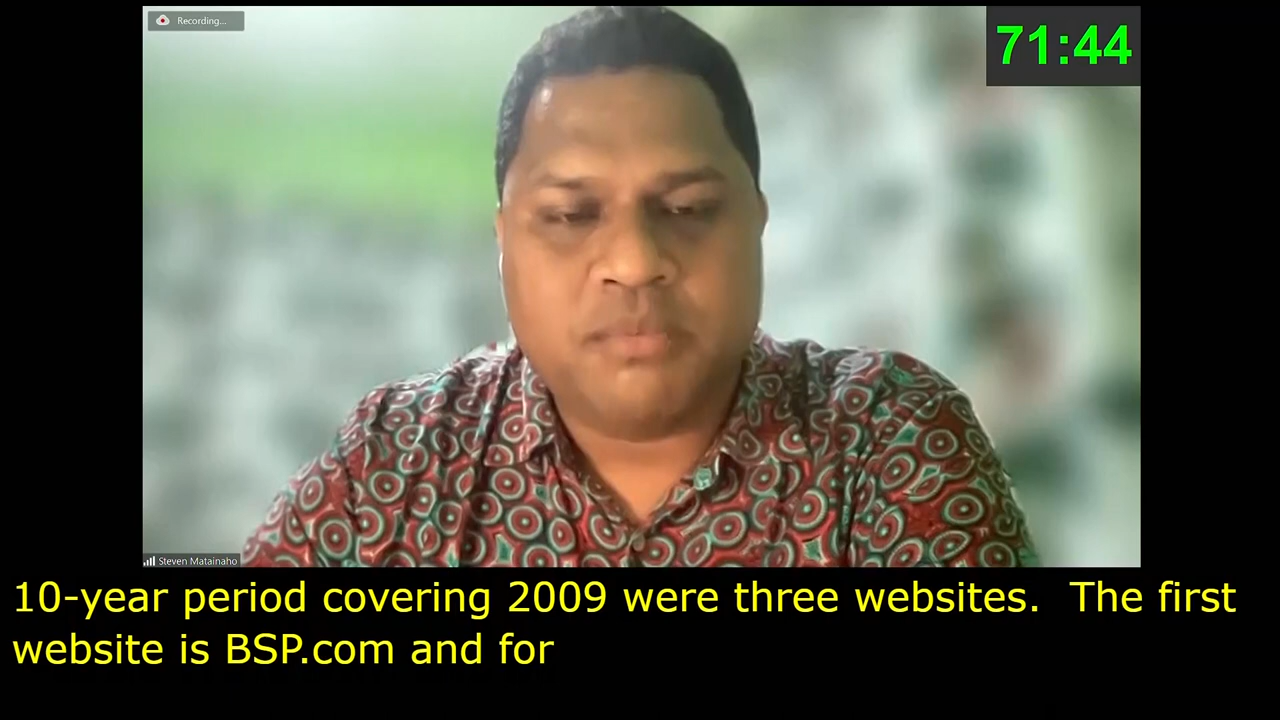 Recording...
71:44
Steven Matainaho
10-year period covering 2009 were three websites.  The first
website is BSP.com and for